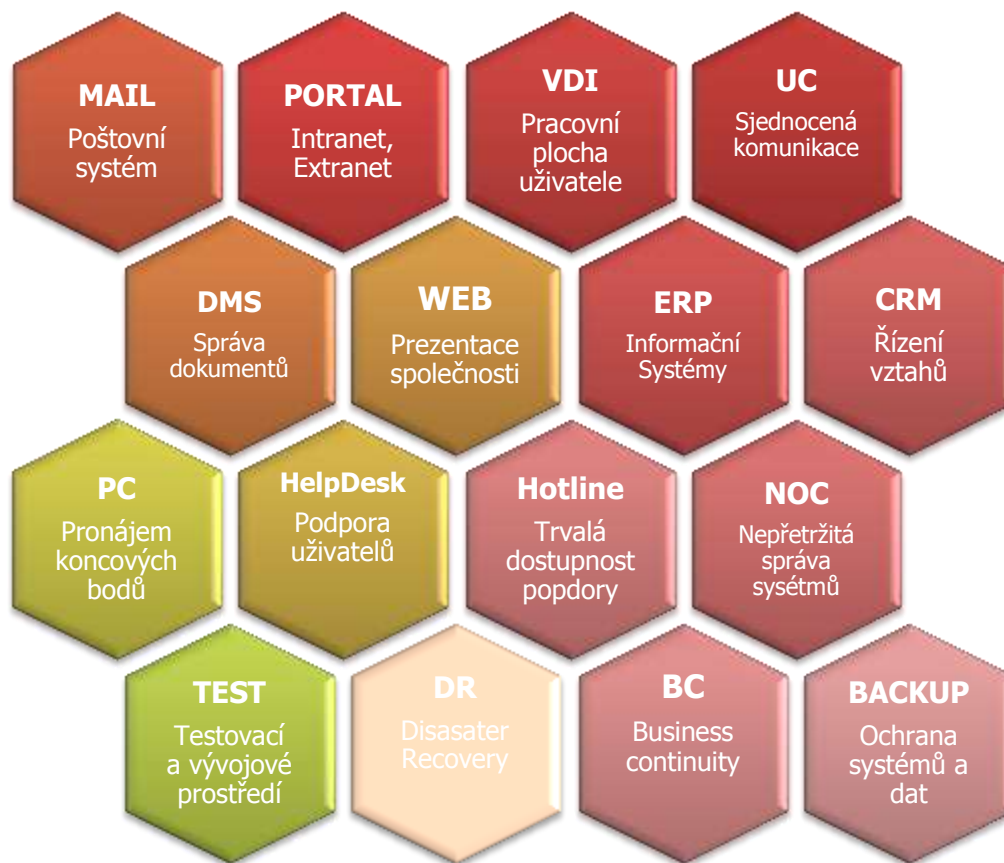 MAIL
Poštovní
systém
PORTAL
Intranet,
Extranet
VDI
Pracovní
plocha
uživatele
UC
Sjednocená
komunikace
DMS
Správa
dokumentů
WEB
Prezentace
společnosti
ERP
Informační
Systémy
CRM
Řízení
vztahů
PC
Pronájem
koncových
bodů
HelpDesk
Podpora
uživatelů
Hotline
Trvalá
dostupnost
popdory
NOC
Nepřetržitá
správa
sysétmů
TEST
Testovací
a vývojové
prostředí
DR
Disasater
Recovery
BC
Business
continuity
BACKUP
Ochrana
systémů a
dat